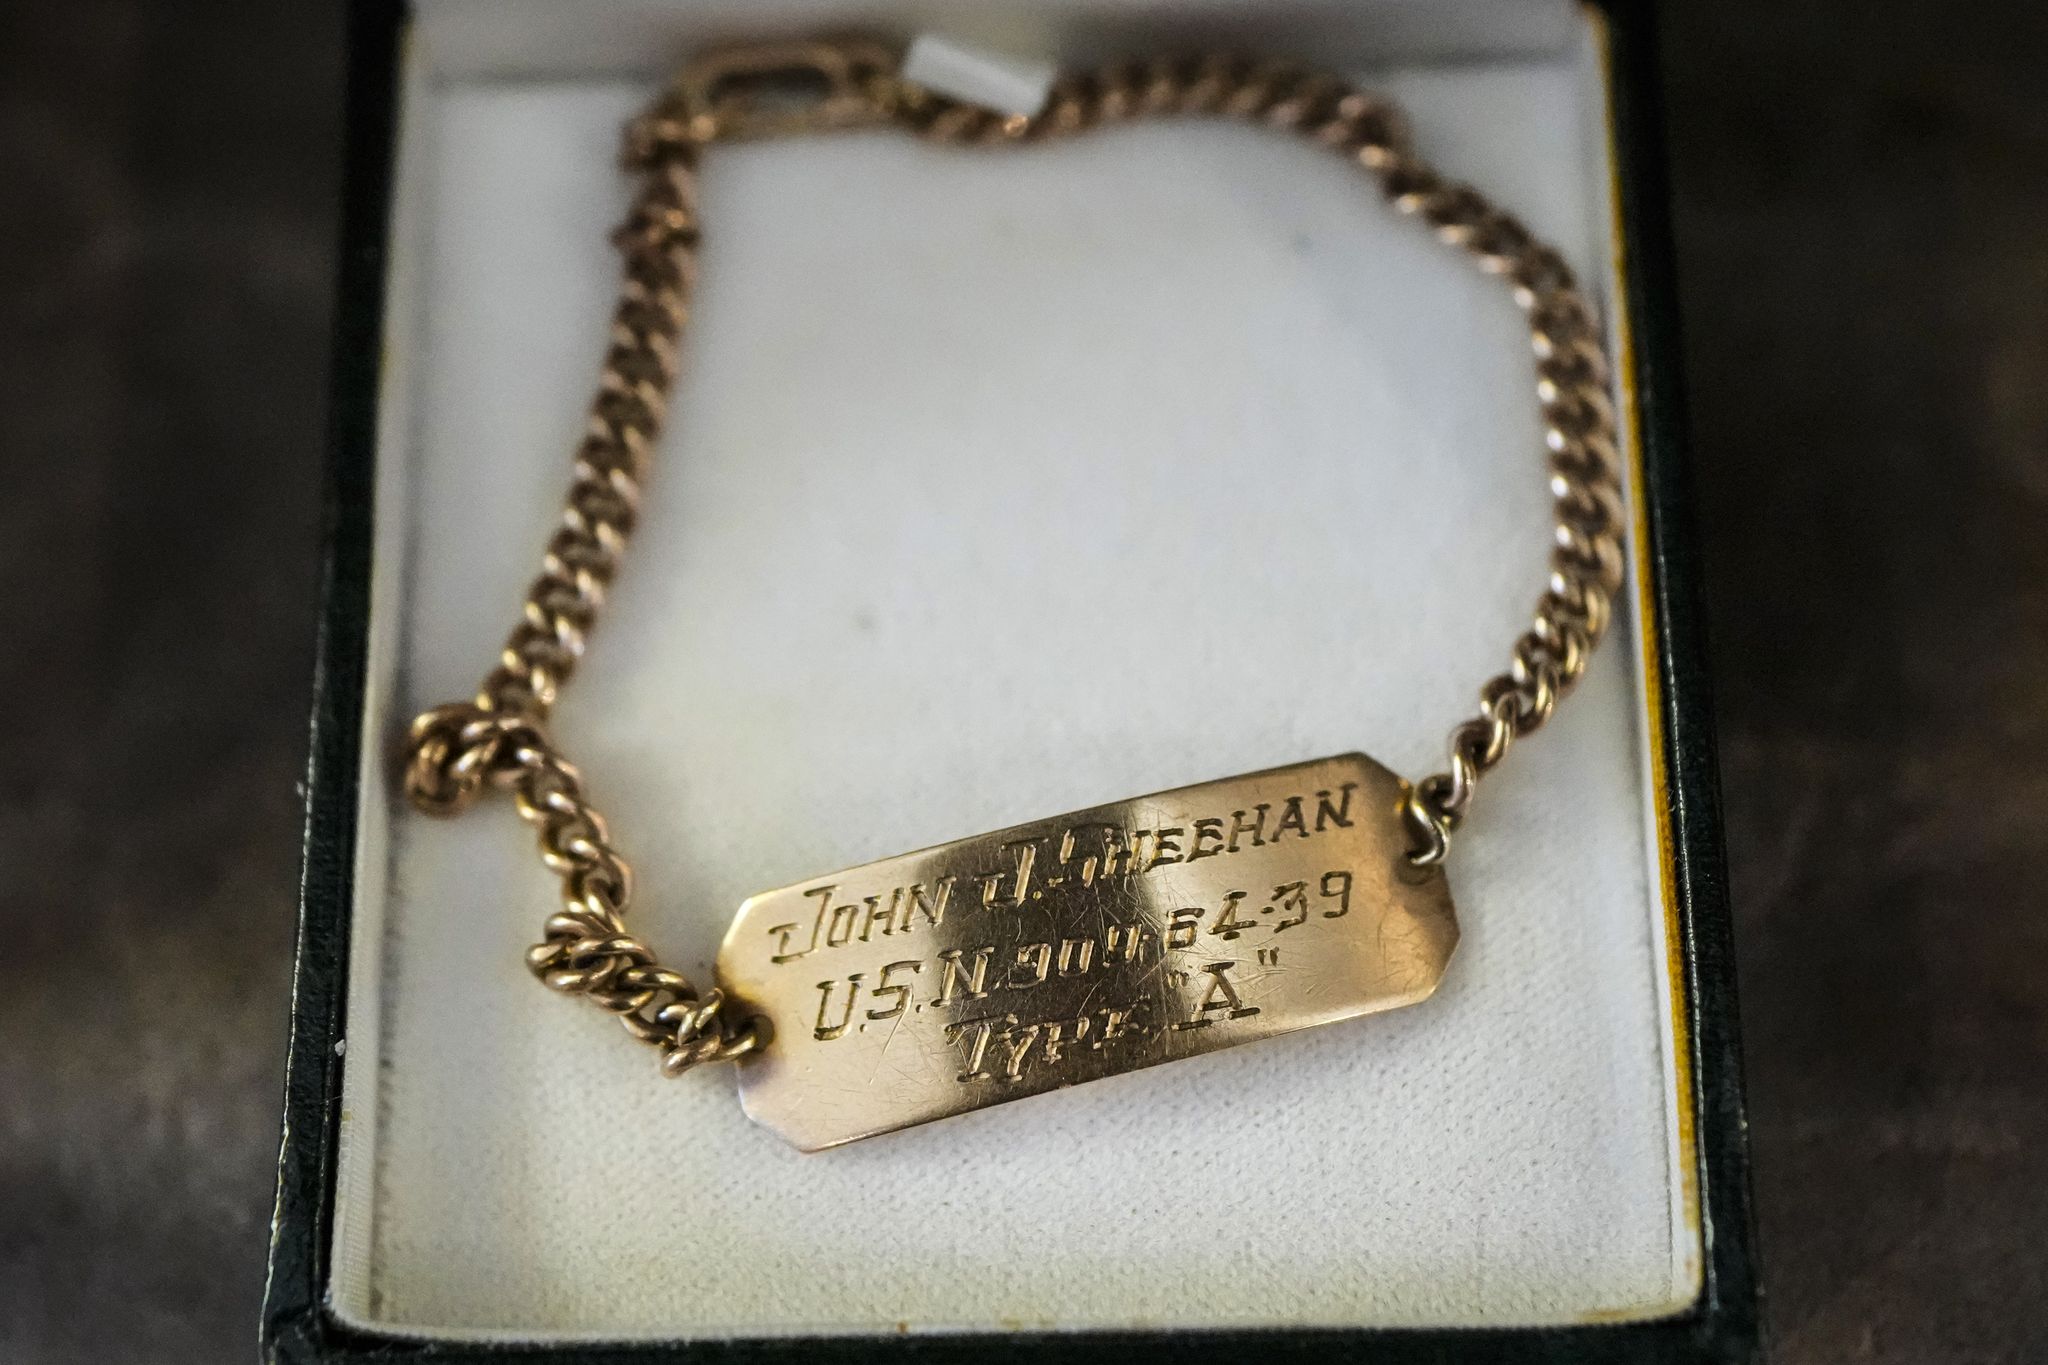 JOHN J. SHEEHAN
U.S.N. 904-64-39
TYPE "A"